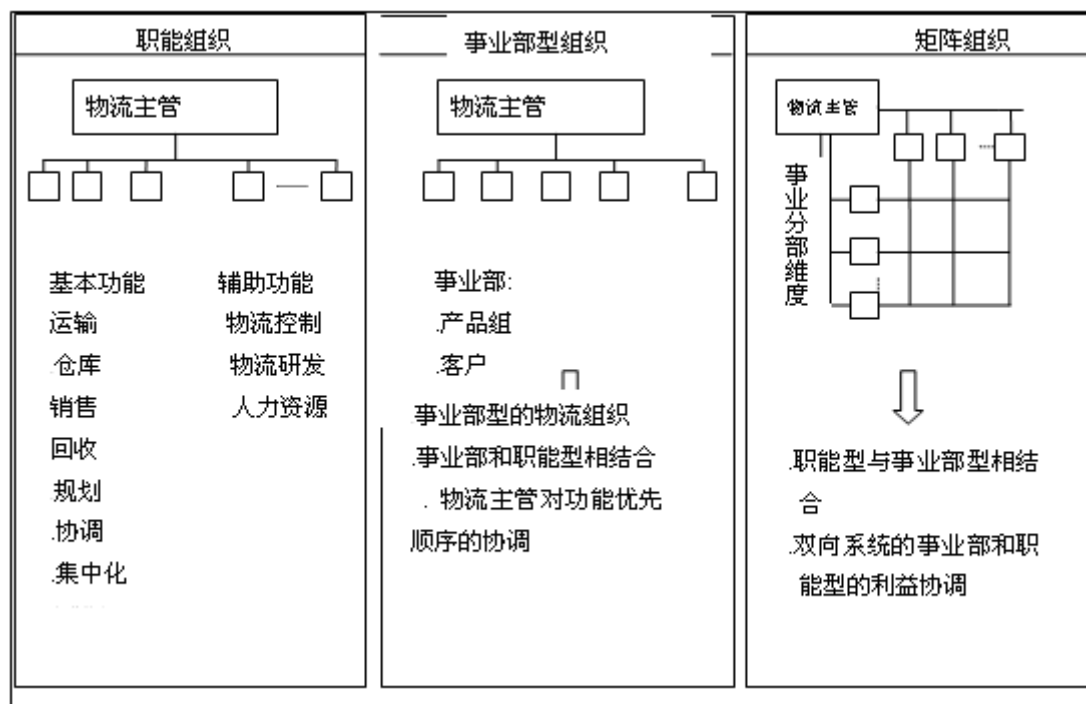 职能组织
物流主管
基本功能 辅助功能
运输 物流控制
.仓库 物流研发
销售 人力资源
回收
.规划
.协调
.集中化
事业部型组织
物流主管
事业部:
.产品组
.客户
.事业部型的物流组织
.事业部和职能型相结合
. 物流主管对功能优先
顺序的协调
矩阵组织
物流主管
事业分部维度
.职能型与事业部型相结
合
.双向系统的事业部和职
能型的利益协调